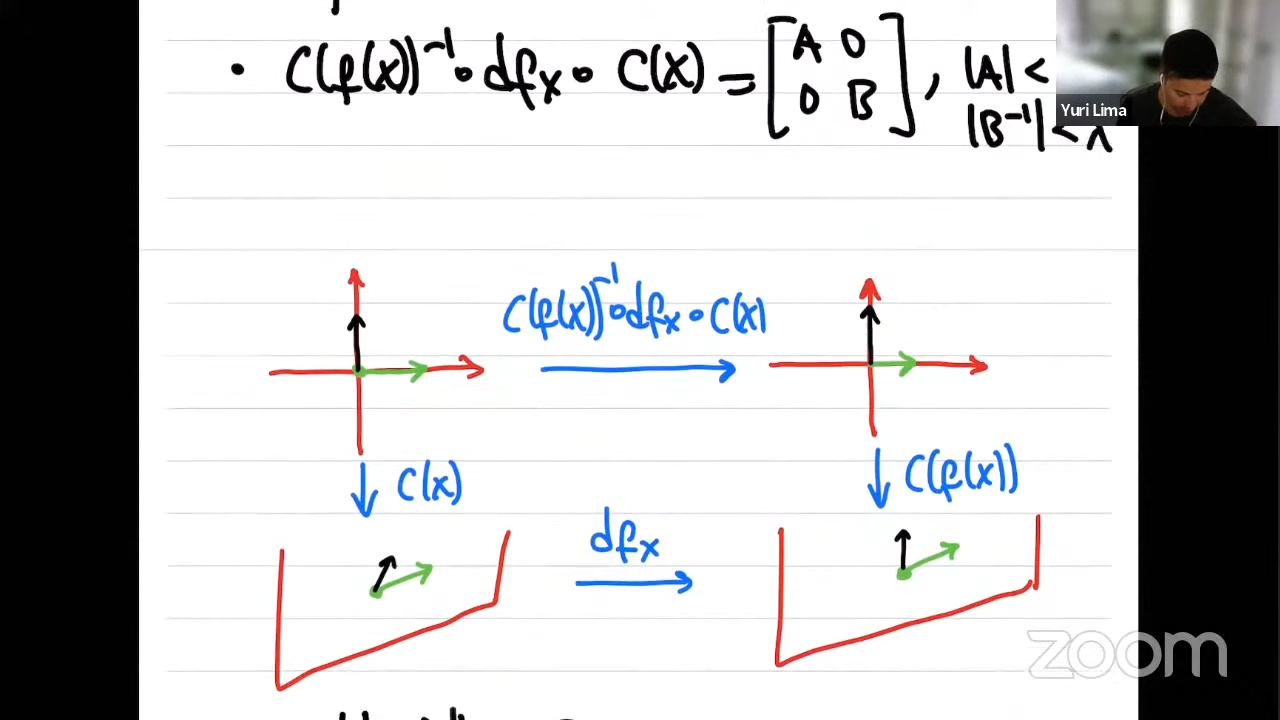 • C(f(x))⁻¹ ∘ dfₓ ∘ C(x) = [A 0
0 B], |A| <
|B⁻¹| < λ
Yuri Lima
C(f(x))⁻¹ ∘ dfₓ ∘ C(x)
C(x)
C(f(x))
dfₓ
zoom